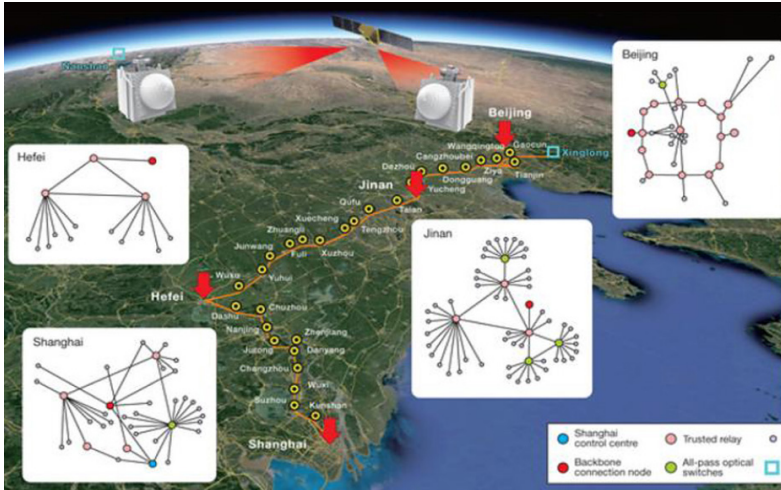 Nanshan
Beijing
Beijing
Wangqingtuo
Gaocun
Xinglong
Cangzhoubei
Dezhou
Ziya
Tianjin
Dongguang
Hefei
Jinan
Yucheng
Qufu
Taian
Xuecheng
Tengzhou
Zhuangli
Jinan
Junwang
Fuli
Xuzhou
Wuhe
Yuhui
Hefei
Dashu
Chuzhou
Shanghai
Nanjing
Zhenjiang
Jurong
Danyang
Changzhou
Wuxi
Suzhou
Kunshan
Shanghai
Shanghai
control centre
Trusted relay
Backbone
connection node
All-pass optical
switches